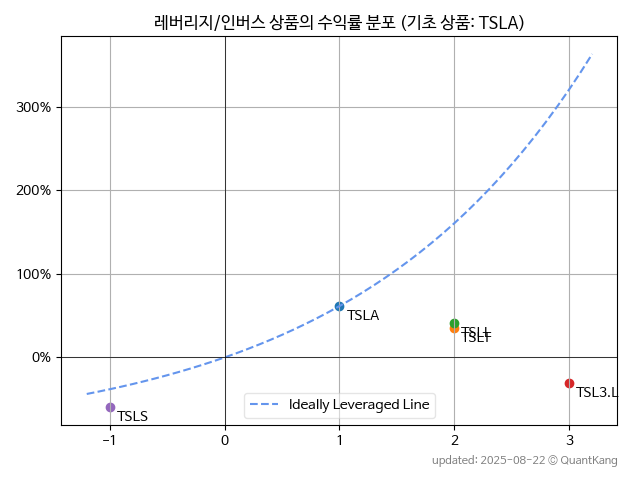 레버리지/인버스 상품의 수익률 분포 (기초 상품: TSLA)
300%
200%
100%
0%
TSLA
TSLL
TSLT
TSL3.L
TSLS
Ideally Leveraged Line
−1 0 1 2 3
updated: 2025-08-22 © QuantKang